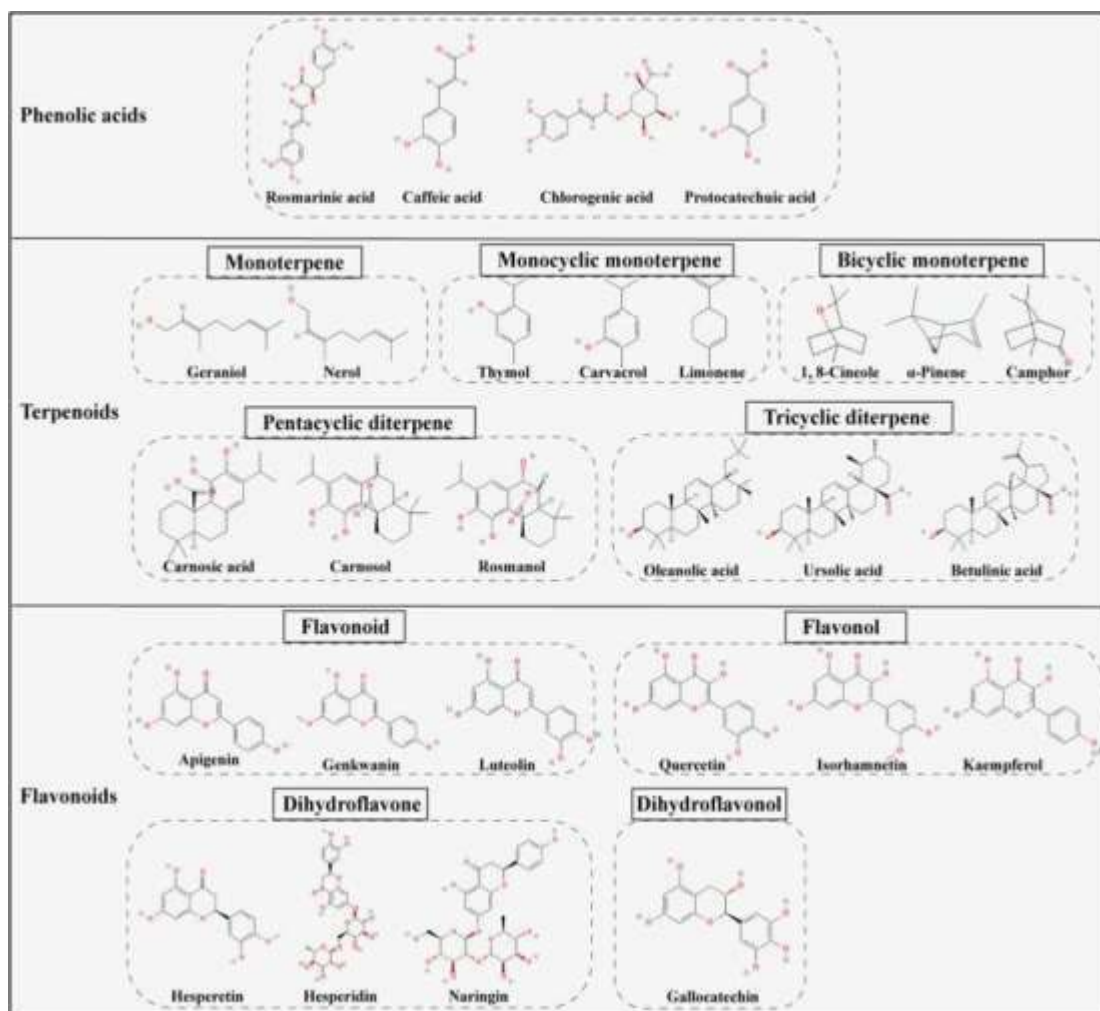 Phenolic acids
Rosmarinic acid
Caffeic acid
Chlorogenic acid
Protocatechuic acid
Terpenoids
Monoterpene
Geraniol
Nerol
Monocyclic monoterpene
Thymol
Carvacrol
Limonene
Bicyclic monoterpene
1, 8-Cineole
α-Pinene
Camphor
Pentacyclic diterpene
Carnosic acid
Carnosol
Rosmanol
Tricyclic diterpene
Oleanolic acid
Ursolic acid
Betulinic acid
Flavonoids
Flavonoid
Apigenin
Genkwanin
Luteolin
Flavonol
Quercetin
Isorhamnetin
Kaempferol
Dihydroflavone
Hesperetin
Hesperidin
Naringin
Dihydroflavonol
Gallocatechin